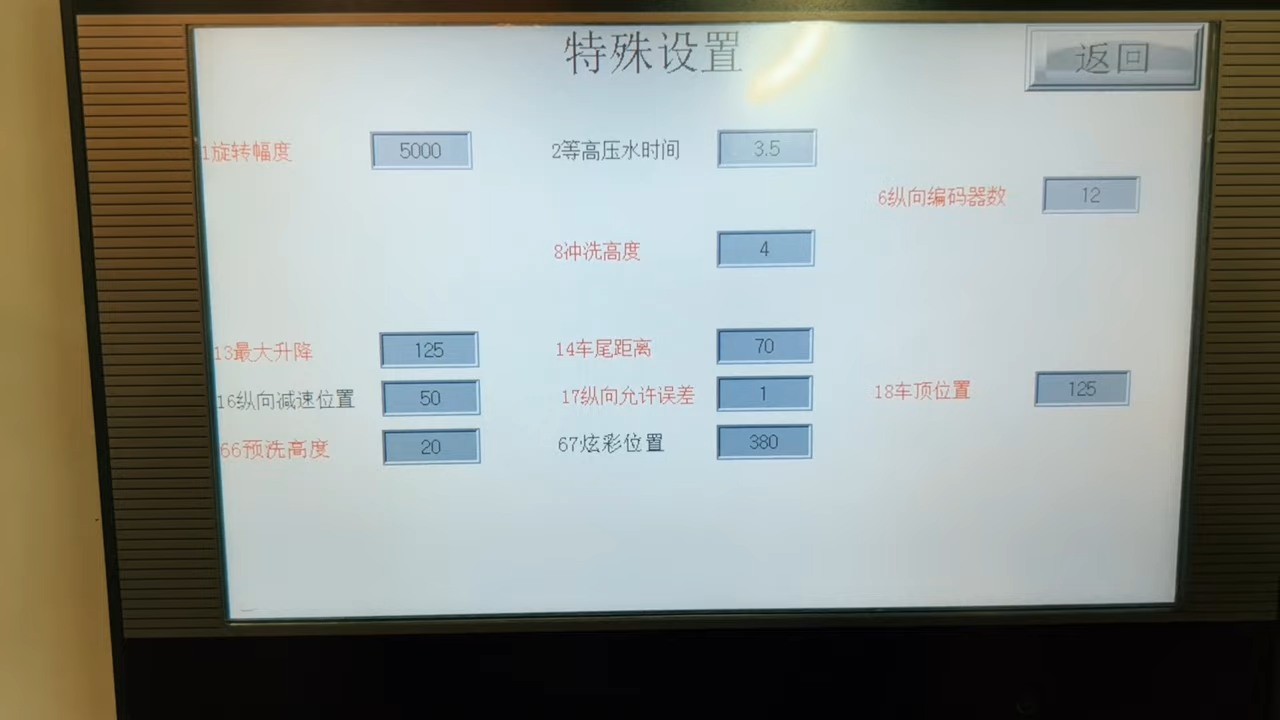 特殊设置
返回
1旋转幅度 5000 2等高压水时间 3.5
6纵向编码器数 12
8冲洗高度 4
13最大升降 125 14车尾距离 70
16纵向减速位置 50 17纵向允许误差 1 18车顶位置 125
66预洗高度 20 67炫彩位置 380